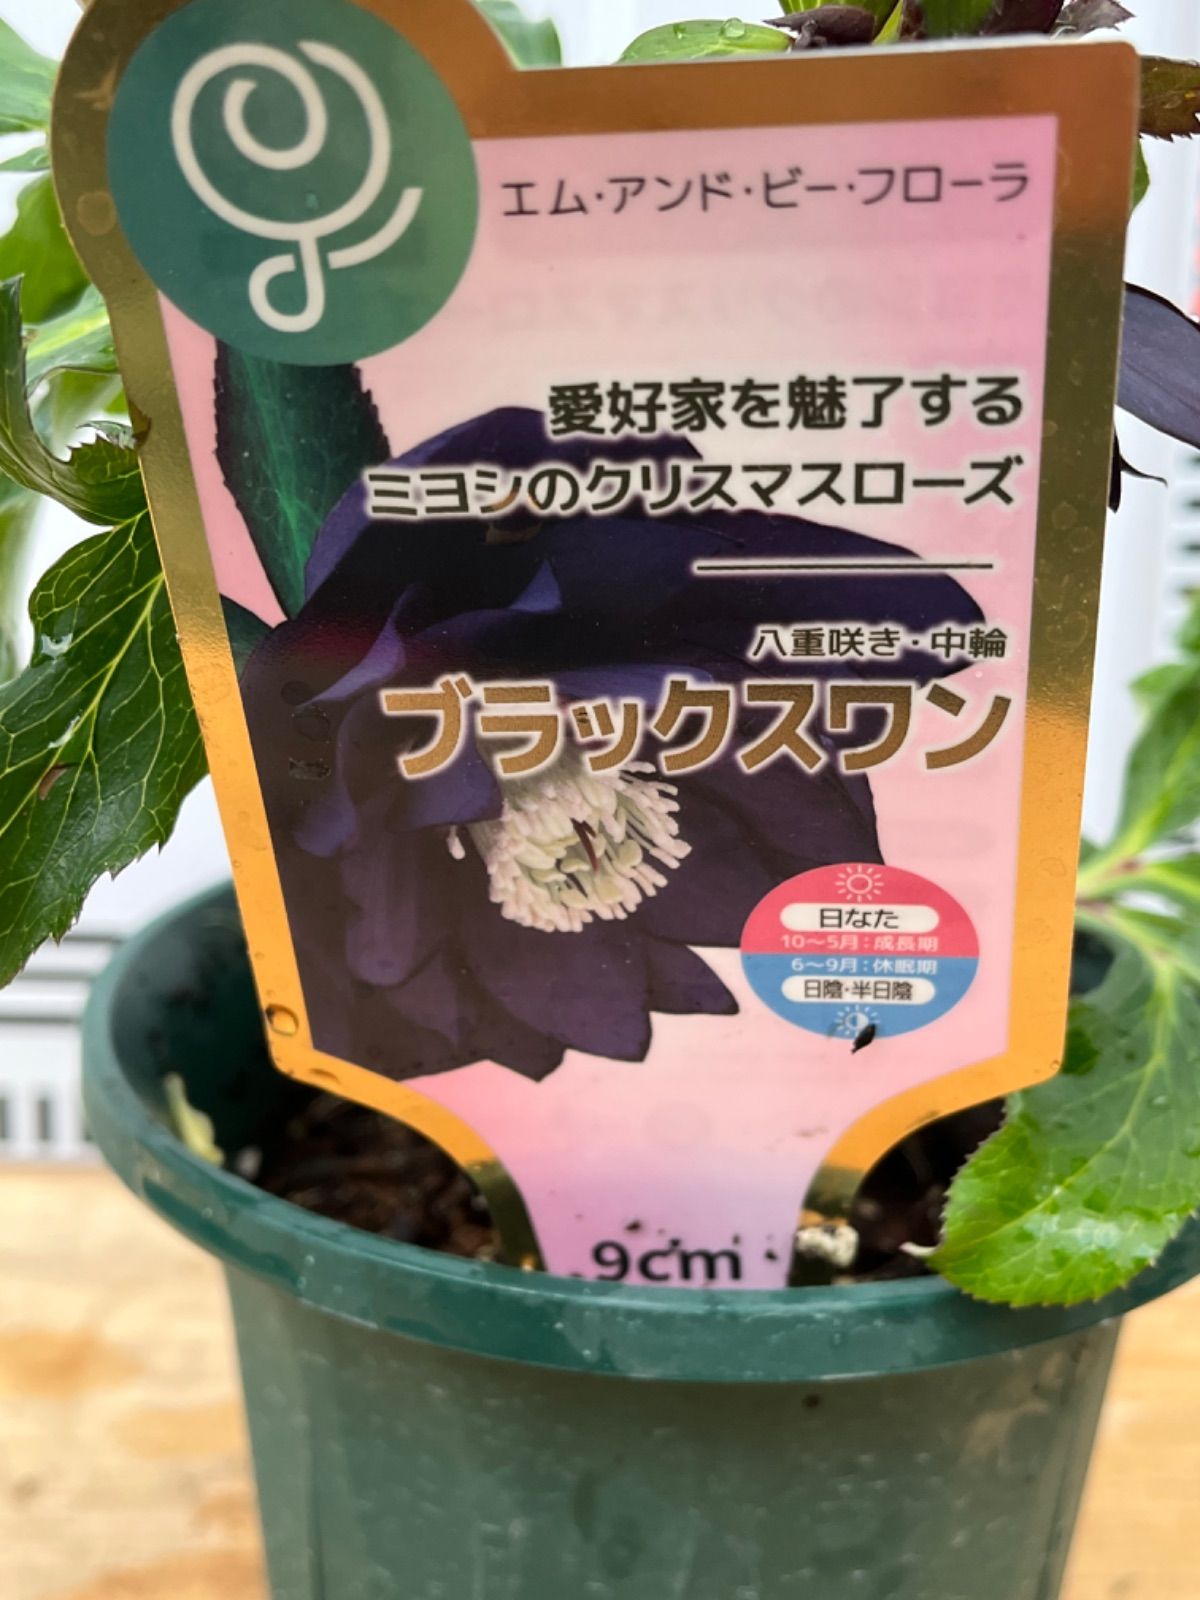 エム・アンド・ビー・フローラ
愛好家を魅了する
ミヨシのクリスマスローズ
八重咲き・中輪
ブラックスワン
日なた
10〜5月：成長期
6〜9月：休眠期
日陰・半日陰
9cm